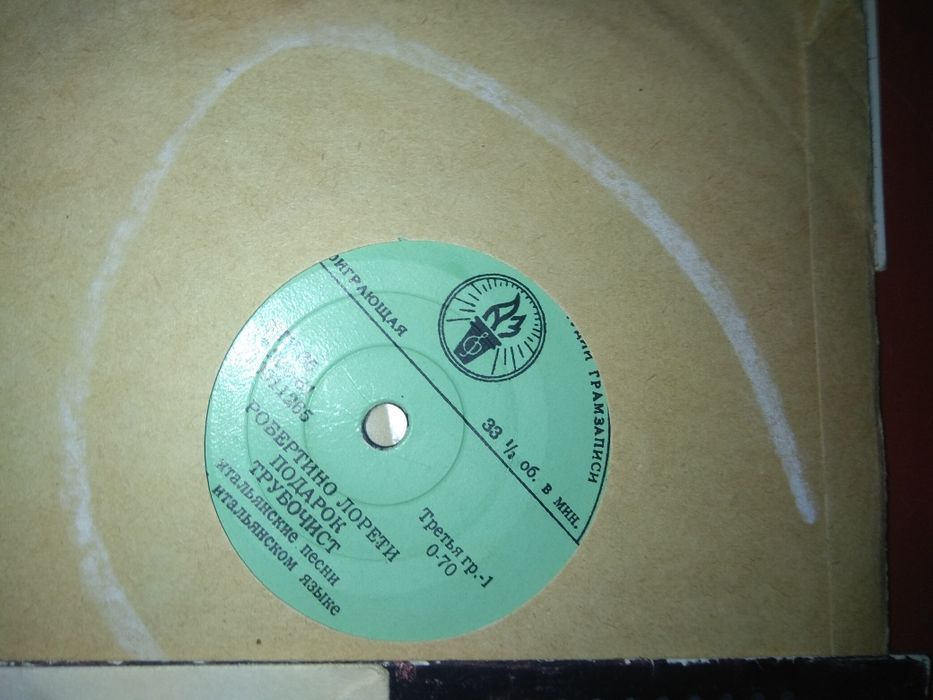 ГРАМЗАПИСИ
33 ⅓ об. в мин.
РОБЕРТИНО ЛОРЕТИ
ПОДАРОК
ТРУБОЧИСТ
итальянские песни
итальянском языке
Третья гр.-1
0-70